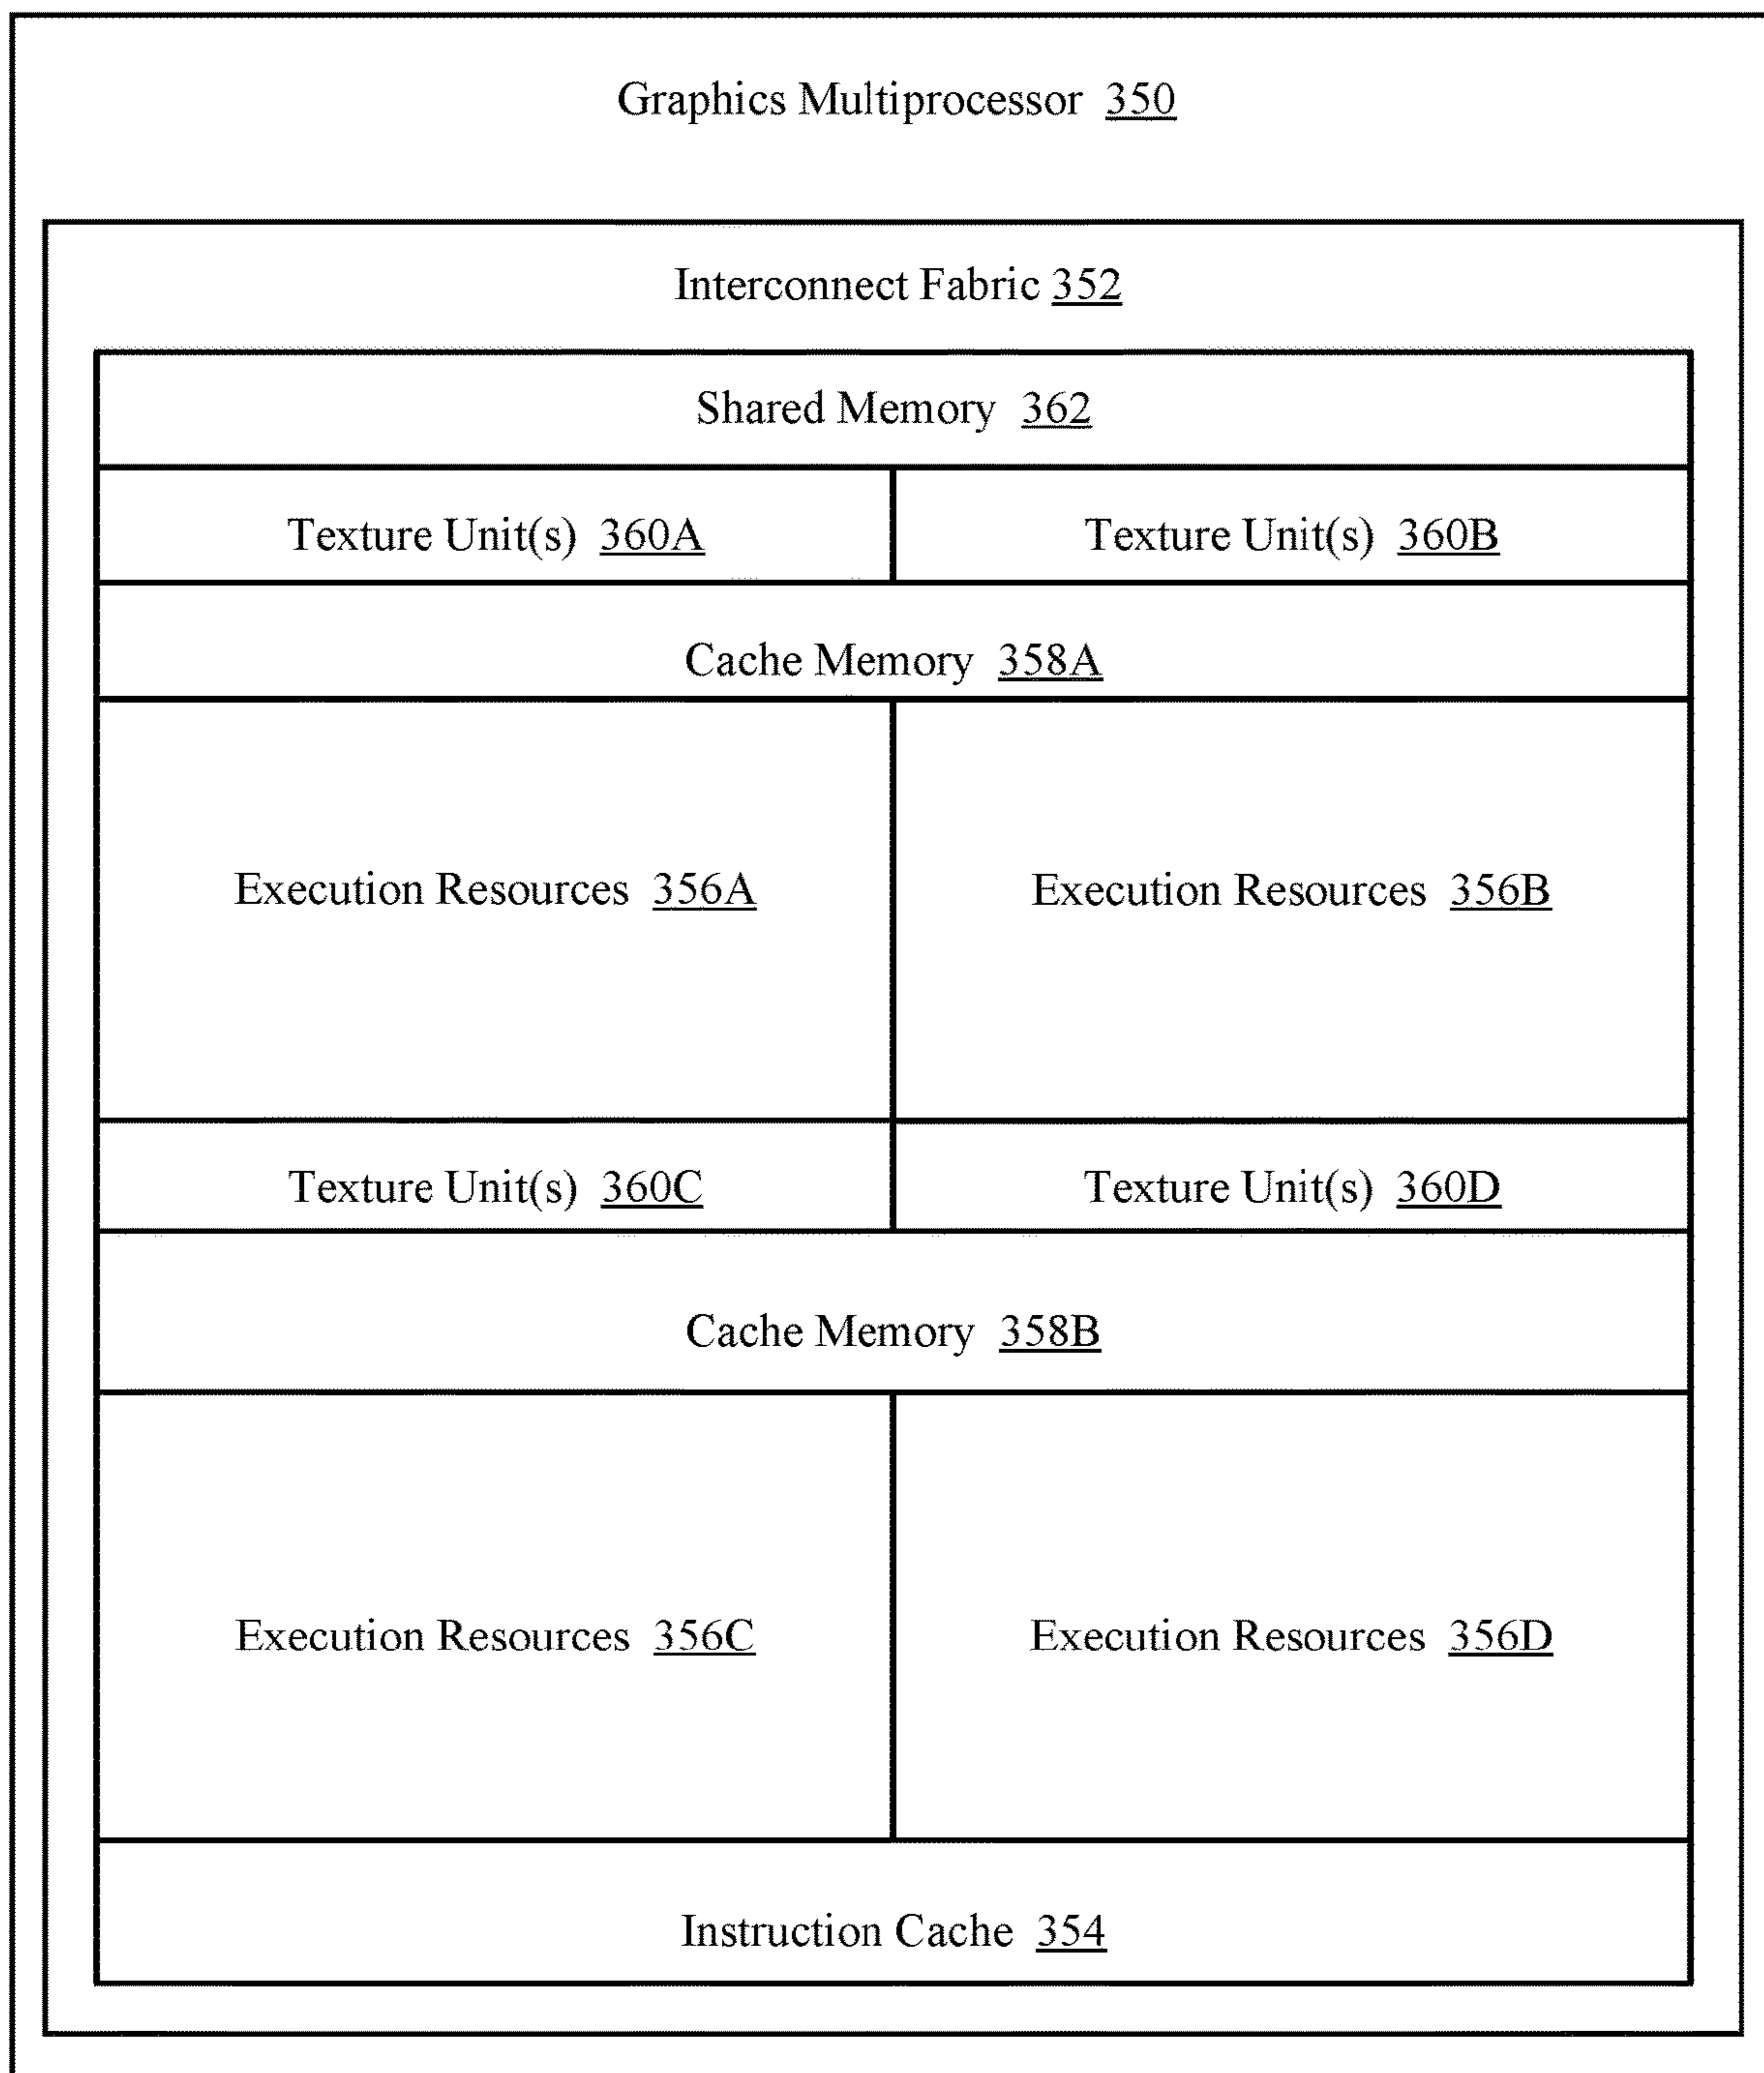 Graphics Multiprocessor 350
Interconnect Fabric 352
Shared Memory 362
Texture Unit(s) 360A
Texture Unit(s) 360B
Cache Memory 358A
Execution Resources 356A
Execution Resources 356B
Texture Unit(s) 360C
Texture Unit(s) 360D
Cache Memory 358B
Execution Resources 356C
Execution Resources 356D
Instruction Cache 354